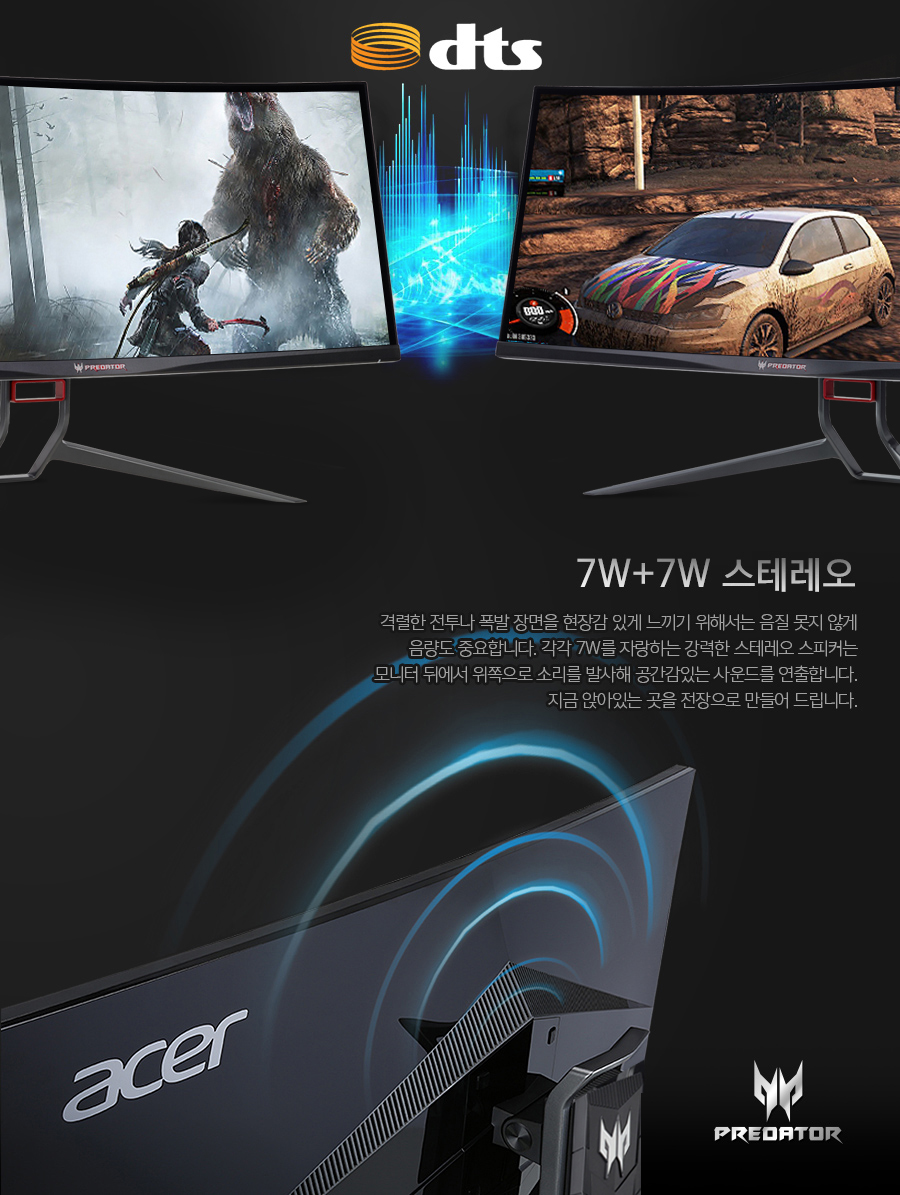 dts
PREDATOR
PREDATOR
000
7W+7W 스테레오
격렬한 전투나 폭발 장면을 현장감 있게 느끼기 위해서는 음질 못지 않게
음량도 중요합니다. 각각 7W를 자랑하는 강력한 스테레오 스피커는
모니터 뒤에서 위쪽으로 소리를 발사해 공간감있는 사운드를 연출합니다.
지금 앉아있는 곳을 전장으로 만들어 드립니다.
acer
PREDATOR